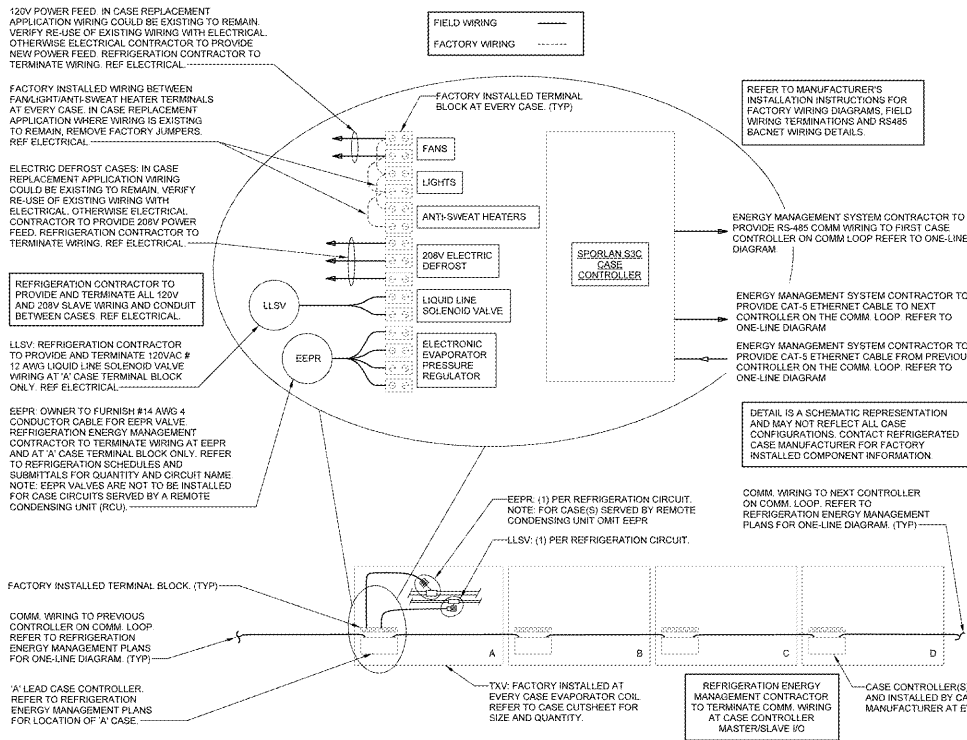 120V POWER FEED. IN CASE REPLACEMENT
APPLICATION WIRING COULD BE EXISTING TO REMAIN.
VERIFY RE-USE OF EXISTING WIRING WITH ELECTRICAL.
OTHERWISE ELECTRICAL CONTRACTOR TO PROVIDE
NEW POWER FEED. REFRIGERATION CONTRACTOR TO
TERMINATE WIRING. REF ELECTRICAL.
FACTORY INSTALLED WIRING BETWEEN
FAN/LIGHT/ANTI-SWEAT HEATER TERMINALS
AT EVERY CASE. IN CASE REPLACEMENT
APPLICATION WHERE WIRING IS EXISTING
TO REMAIN, REMOVE FACTORY JUMPERS.
REF ELECTRICAL
ELECTRIC DEFROST CASES: IN CASE
REPLACEMENT APPLICATION WIRING
COULD BE EXISTING TO REMAIN, VERIFY
RE-USE OF EXISTING WIRING WITH
ELECTRICAL. OTHERWISE ELECTRICAL
CONTRACTOR TO PROVIDE 208V POWER
FEED. REFRIGERATION CONTRACTOR TO
TERMINATE WIRING. REF ELECTRICAL.
REFRIGERATION CONTRACTOR TO
PROVIDE AND TERMINATE ALL 120V
AND 208V SLAVE WIRING AND CONDUIT
BETWEEN CASES. REF ELECTRICAL.
LLSV: REFRIGERATION CONTRACTOR
TO PROVIDE AND TERMINATE 120VAC #
12 AWG LIQUID LINE SOLENOID VALVE
WIRING AT 'A' CASE TERMINAL BLOCK
ONLY. REF ELECTRICAL
EEPR: OWNER TO FURNISH #14 AWG 4
CONDUCTOR CABLE FOR EEPR VALVE.
REFRIGERATION ENERGY MANAGEMENT
CONTRACTOR TO TERMINATE WIRING AT EEPR
AND AT 'A' CASE TERMINAL BLOCK ONLY. REFER
TO REFRIGERATION SCHEDULES AND
SUBMITTALS FOR QUANTITY AND CIRCUIT NAME.
NOTE: EEPR VALVES ARE NOT TO BE INSTALLED
FOR CASE CIRCUITS SERVED BY A REMOTE
CONDENSING UNIT (RCU).
FIELD WIRING
FACTORY WIRING
FACTORY INSTALLED TERMINAL
BLOCK AT EVERY CASE. (TYP)
FANS
LIGHTS
ANTI-SWEAT HEATERS
208V ELECTRIC
DEFROST
LIQUID LINE
SOLENOID VALVE
ELECTRONIC
EVAPORATOR
PRESSURE
REGULATOR
LLSV
EEPR
SPORLAN S3C
CASE
CONTROLLER
REFER TO MANUFACTURER'S
INSTALLATION INSTRUCTIONS FOR
FACTORY WIRING DIAGRAMS, FIELD
WIRING TERMINATIONS AND RS485
BACNET WIRING DETAILS.
ENERGY MANAGEMENT SYSTEM CONTRACTOR TO
PROVIDE RS-485 COMM WIRING TO FIRST CASE
CONTROLLER ON COMM LOOP REFER TO ONE-LINE
DIAGRAM
ENERGY MANAGEMENT SYSTEM CONTRACTOR TO
PROVIDE CAT-5 ETHERNET CABLE TO NEXT
CONTROLLER ON THE COMM. LOOP. REFER TO
ONE-LINE DIAGRAM
ENERGY MANAGEMENT SYSTEM CONTRACTOR TO
PROVIDE CAT-5 ETHERNET CABLE FROM PREVIOU
CONTROLLER ON THE COMM. LOOP. REFER TO
ONE-LINE DIAGRAM
DETAIL IS A SCHEMATIC REPRESENTATION
AND MAY NOT REFLECT ALL CASE
CONFIGURATIONS. CONTACT REFRIGERATED
CASE MANUFACTURER FOR FACTORY
INSTALLED COMPONENT INFORMATION.
COMM. WIRING TO NEXT CONTROLLER
ON COMM. LOOP. REFER TO
REFRIGERATION ENERGY MANAGEMENT
PLANS FOR ONE-LINE DIAGRAM. (TYP)
EEPR: (1) PER REFRIGERATION CIRCUIT.
NOTE: FOR CASE(S) SERVED BY REMOTE
CONDENSING UNIT OMIT EEPR
LLSV: (1) PER REFRIGERATION CIRCUIT.
FACTORY INSTALLED TERMINAL BLOCK. (TYP)
COMM. WIRING TO PREVIOUS
CONTROLLER ON COMM. LOOP
REFER TO REFRIGERATION
ENERGY MANAGEMENT PLANS
FOR ONE-LINE DIAGRAM. (TYP)
'A' LEAD CASE CONTROLLER.
REFER TO REFRIGERATION
ENERGY MANAGEMENT PLANS
FOR LOCATION OF 'A' CASE.
A
B
C
D
TXV: FACTORY INSTALLED AT
EVERY CASE EVAPORATOR COIL
REFER TO CASE CUTSHEET FOR
SIZE AND QUANTITY.
REFRIGERATION ENERGY
MANAGEMENT CONTRACTOR
TO TERMINATE COMM. WIRING
AT CASE CONTROLLER
MASTER/SLAVE I/O
CASE CONTROLLER(S)
AND INSTALLED BY CA
MANUFACTURER AT E